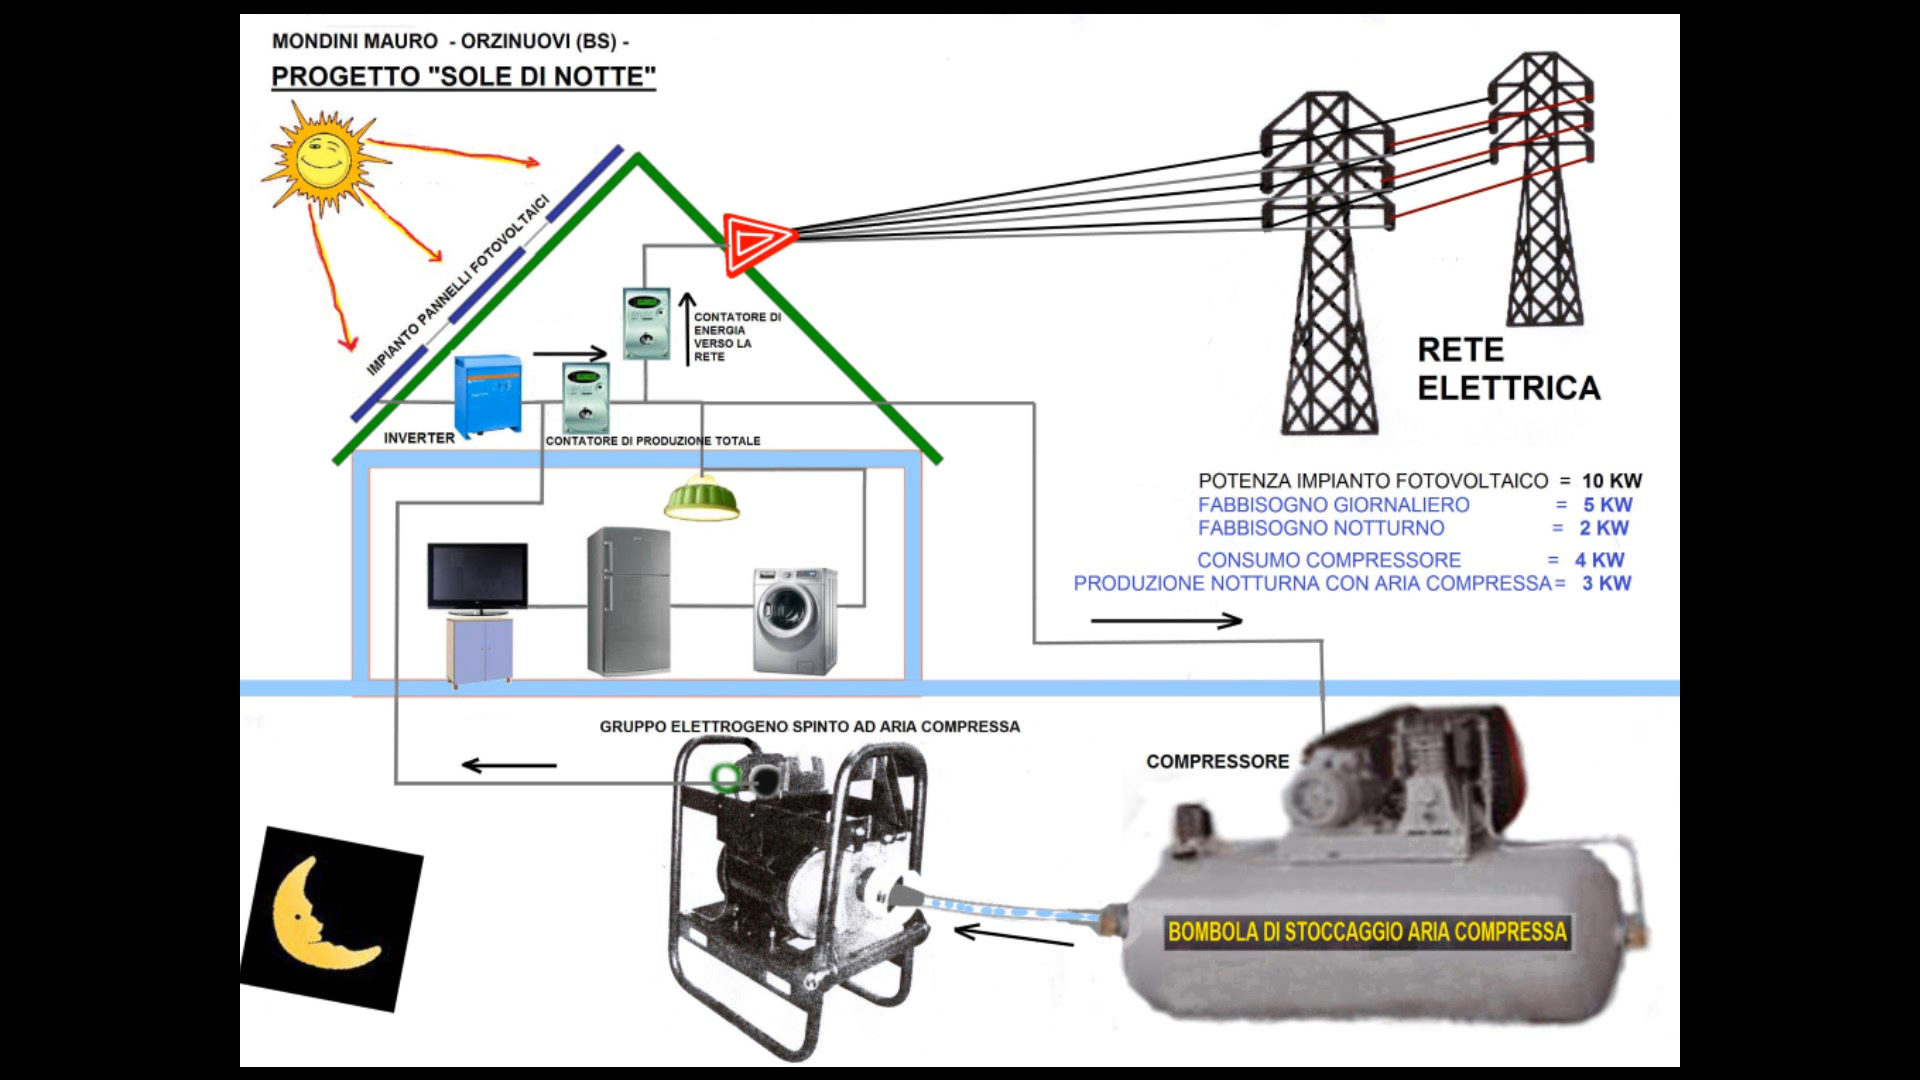 MONDINI MAURO - ORZINUOVI (BS) -
PROGETTO "SOLE DI NOTTE"
IMPIANTO PANNELLI FOTOVOLTAICI
CONTATORE DI
ENERGIA
VERSO LA
RETE
RETE
ELETTRICA
INVERTER
CONTATORE DI PRODUZIONE TOTALE
POTENZA IMPIANTO FOTOVOLTAICO = 10 KW
FABBISOGNO GIORNALIERO = 5 KW
FABBISOGNO NOTTURNO = 2 KW
CONSUMO COMPRESSORE = 4 KW
PRODUZIONE NOTTURNA CON ARIA COMPRESSA = 3 KW
GRUPPO ELETTROGENO SPINTO AD ARIA COMPRESSA
COMPRESSORE
BOMBOLA DI STOCCAGGIO ARIA COMPRESSA